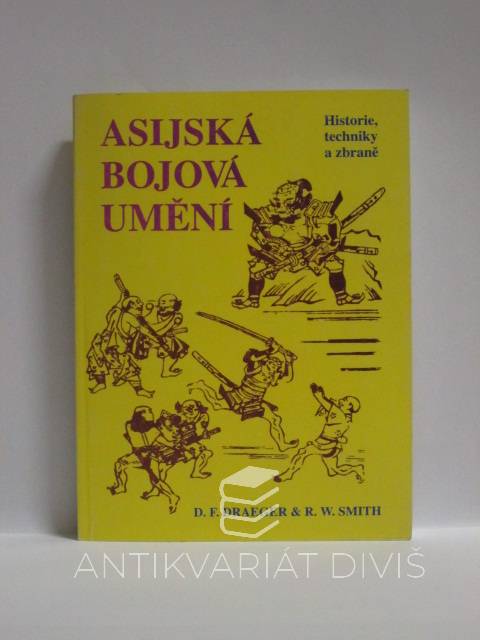 ASIJSKÁ
BOJOVÁ
UMĚNÍ
Historie,
techniky
a zbraně
D. F. DRAEGER & R. W. SMITH
ANTIKVARIÁT DIVIŠ